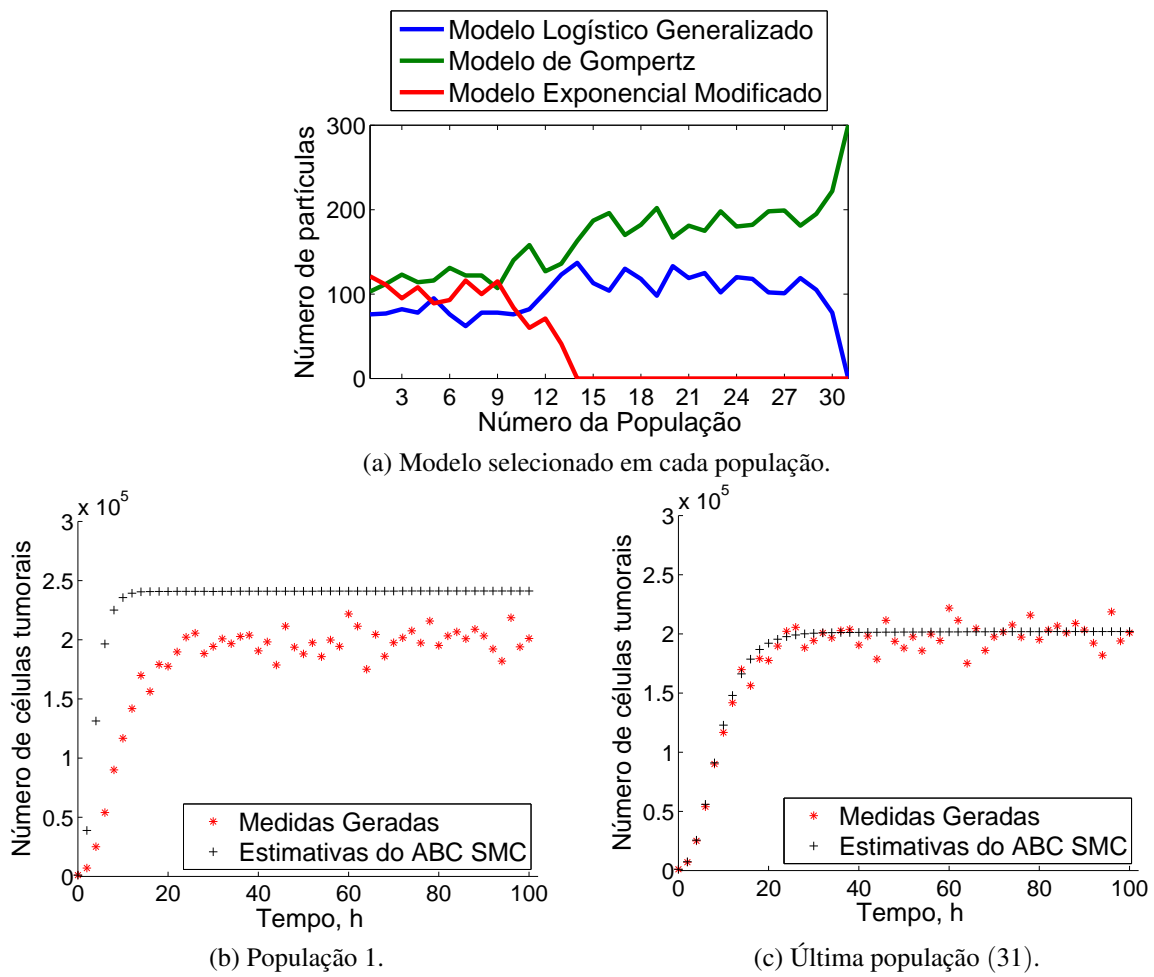 Modelo Logístico Generalizado
Modelo de Gompertz
Modelo Exponencial Modificado
Número de partículas
300
200
100
0
3 6 9 12 15 18 21 24 27 30
Número da População
(a) Modelo selecionado em cada população.
x 10^5
Número de células tumorais
3
2.5
2
1.5
1
0.5
0
0 20 40 60 80 100
Tempo, h
Medidas Geradas
Estimativas do ABC SMC
(b) População 1.
x 10^5
Número de células tumorais
3
2.5
2
1.5
1
0.5
0
0 20 40 60 80 100
Tempo, h
Medidas Geradas
Estimativas do ABC SMC
(c) Última população (31).